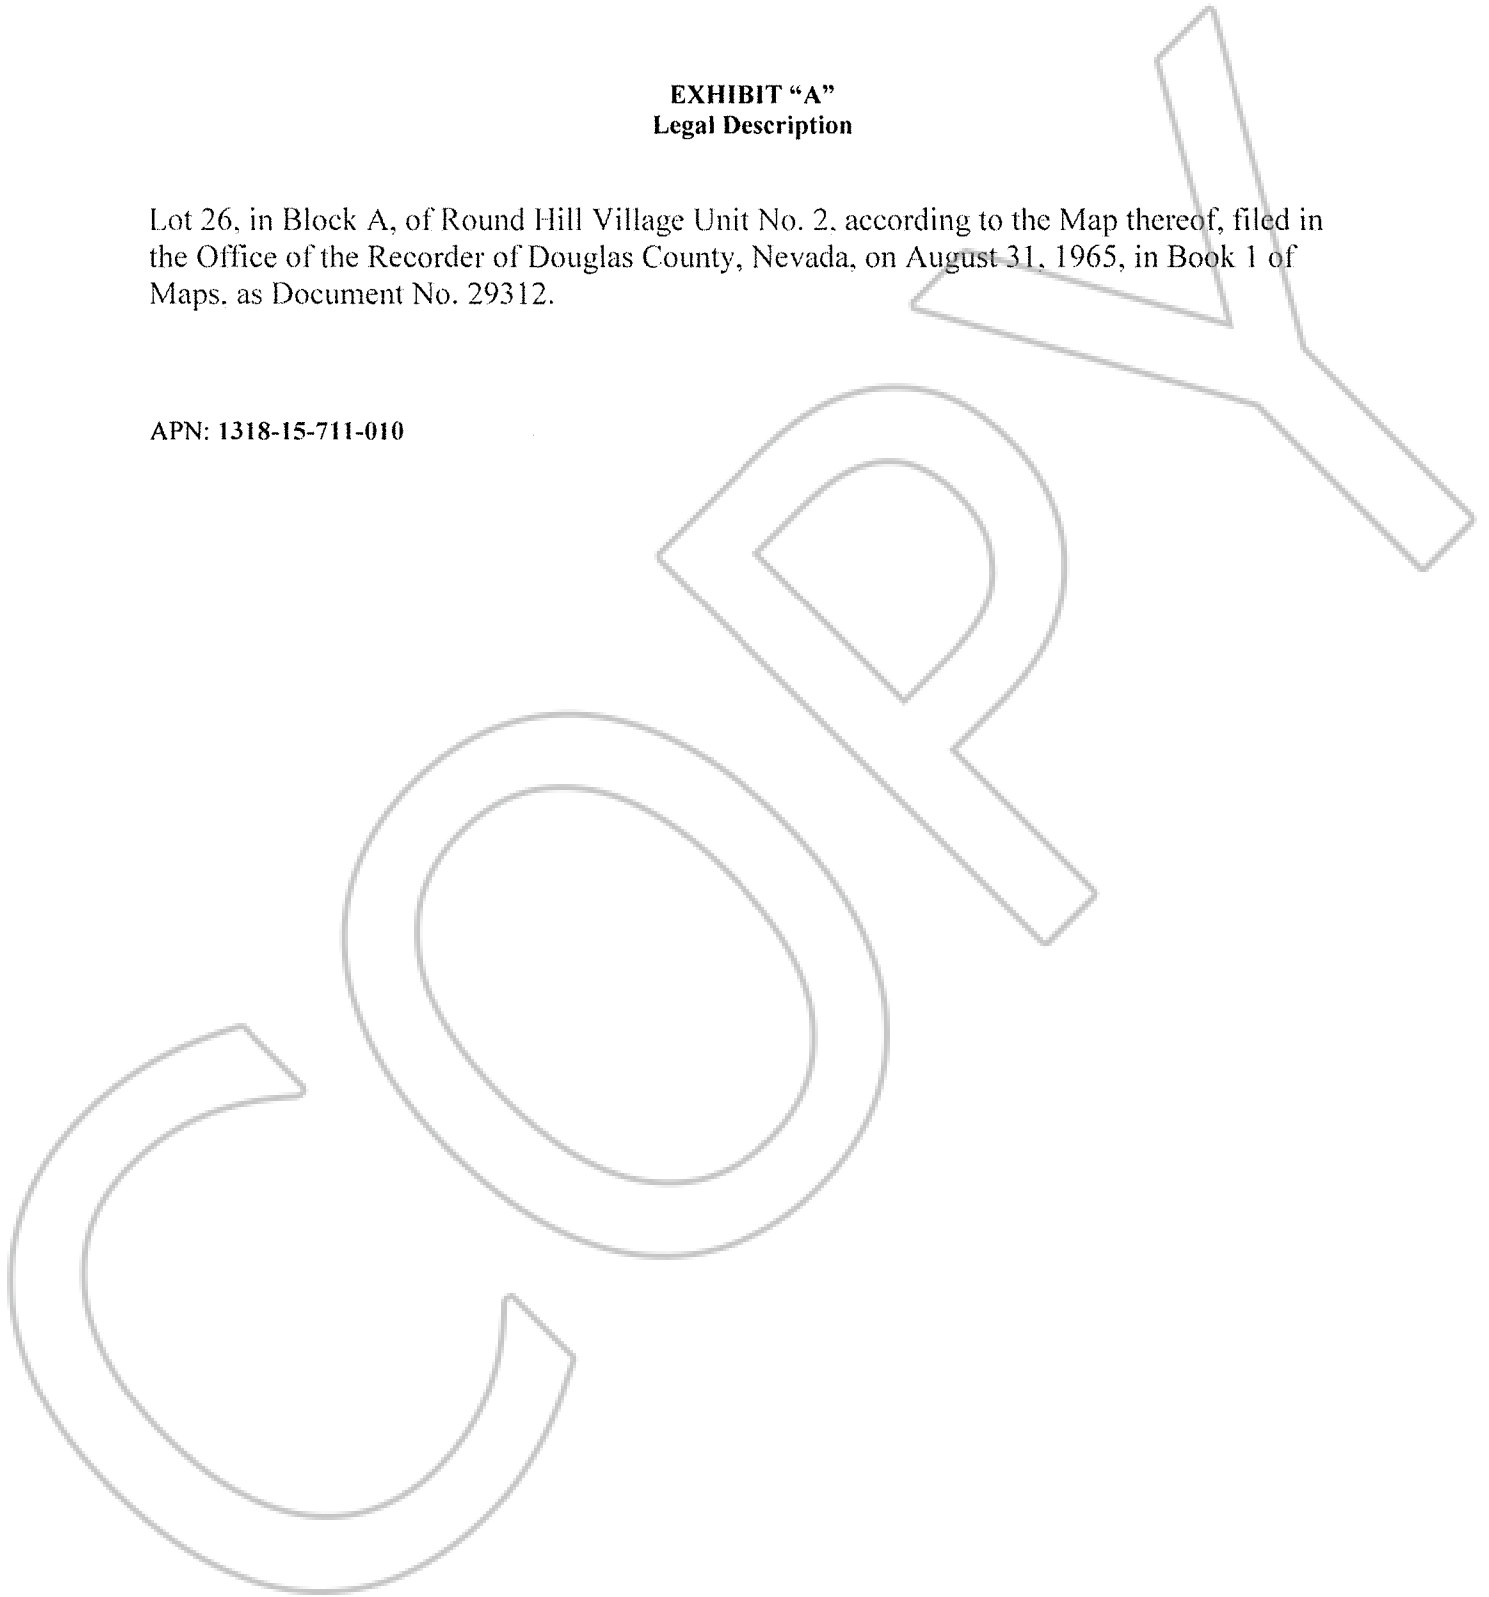 EXHIBIT “A”
Legal Description
Lot 26, in Block A, of Round Hill Village Unit No. 2, according to the Map thereof, filed in
the Office of the Recorder of Douglas County, Nevada, on August 31, 1965, in Book 1 of
Maps. as Document No. 29312.
APN: 1318-15-711-010
COPY